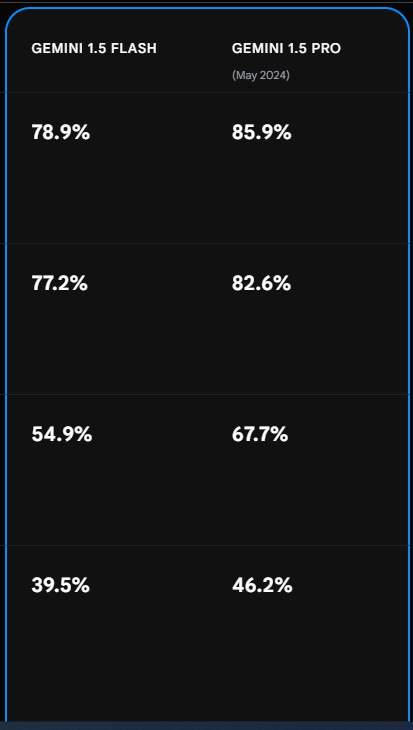 GEMINI 1.5 FLASH GEMINI 1.5 PRO
(May 2024)
78.9% 85.9%
77.2% 82.6%
54.9% 67.7%
39.5% 46.2%